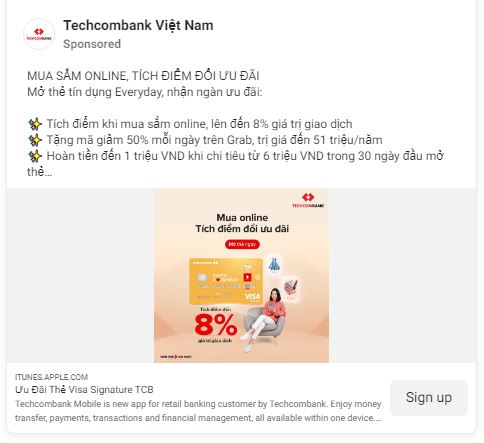 TECHCOMBANK
Techcombank Việt Nam
Sponsored
MUA SẮM ONLINE, TÍCH ĐIỂM ĐỔI ƯU ĐÃI
Mở thẻ tín dụng Everyday, nhận ngàn ưu đãi:
✨ Tích điểm khi mua sắm online, lên đến 8% giá trị giao dịch
✨ Tặng mã giảm 50% mỗi ngày trên Grab, trị giá đến 51 triệu/năm
✨ Hoàn tiền đến 1 triệu VND khi chi tiêu từ 6 triệu VND trong 30 ngày đầu mở
thẻ...
TECHCOMBANK
Mua online
Tích điểm đổi ưu đãi
Mở thẻ ngay
TECHCOMBANK
VISA
Tích điểm đến
8%
giá trị giao dịch
ITUNES.APPLE.COM
Ưu Đãi Thẻ Visa Signature TCB
Techcombank Mobile is new app for retail banking customer by Techcombank. Enjoy money
transfer, payments, transactions and financial management, all available within one device....
Sign up